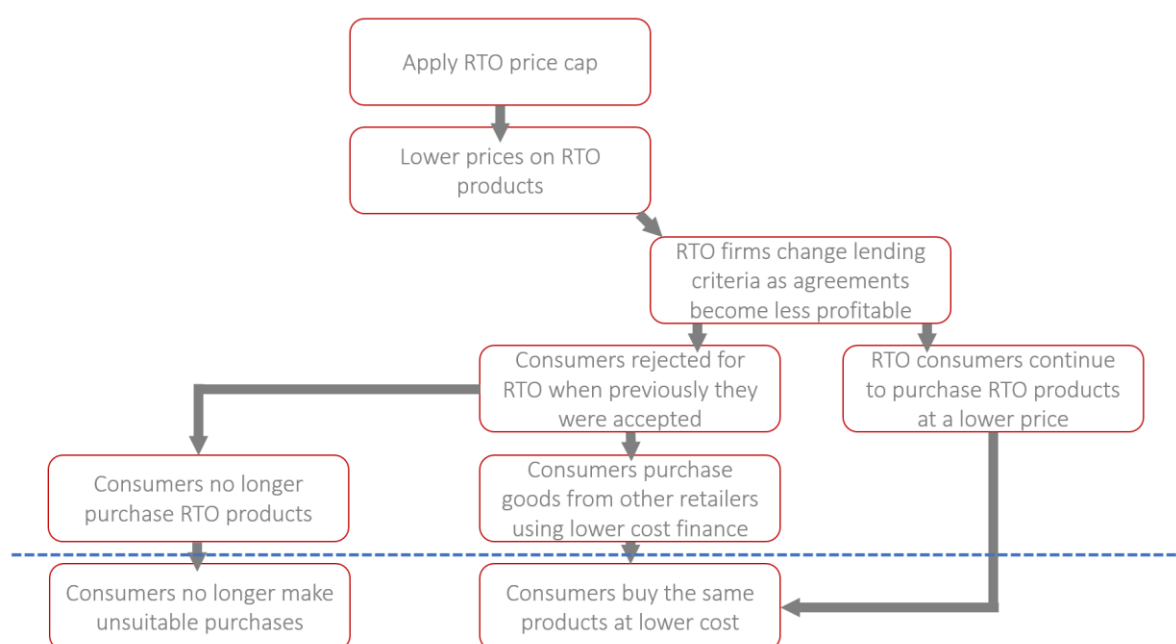 Apply RTO price cap
Lower prices on RTO
products
RTO firms change lending
criteria as agreements
become less profitable
Consumers rejected for
RTO when previously they
were accepted
RTO consumers continue
to purchase RTO products
at a lower price
Consumers no longer
purchase RTO products
Consumers purchase
goods from other retailers
using lower cost finance
Consumers no longer make
unsuitable purchases
Consumers buy the same
products at lower cost